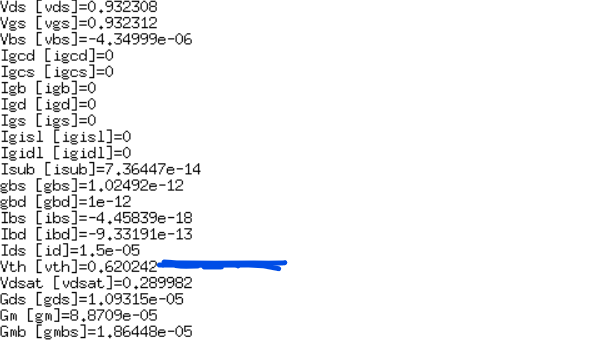 Vds [vds]=0.932308
Vgs [vgs]=0.932312
Vbs [vbs]=-4.34999e-06
Igcd [igcd]=0
Igcs [igcs]=0
Igb [igb]=0
Igd [igd]=0
Igs [igs]=0
Igisl [igisl]=0
Igidl [igidl]=0
Isub [isub]=7.36447e-14
gbs [gbs]=1.02492e-12
gbd [gbd]=1e-12
Ibs [ibs]=-4.45839e-18
Ibd [ibd]=-9.33191e-13
Ids [id]=1.5e-05
Vth [vth]=0.620242
Vdsat [vdsat]=0.289982
Gds [gds]=1.09315e-05
Gm [gm]=8.8709e-05
Gmb [gmbs]=1.86448e-05